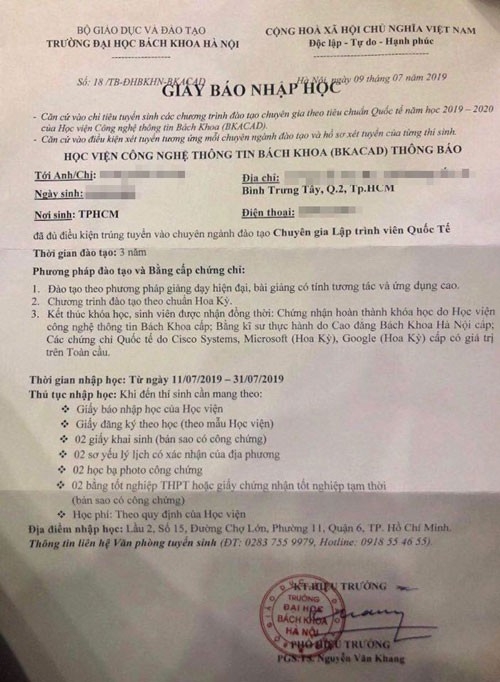 BỘ GIÁO DỤC VÀ ĐÀO TẠO
TRƯỜNG ĐẠI HỌC BÁCH KHOA HÀ NỘI
CỘNG HOÀ XÃ HỘI CHỦ NGHĨA VIỆT NAM
Độc lập - Tự do - Hạnh phúc
Số: 18 /TB-ĐHBKHN-BKACAD
Hà Nội, ngày 09 tháng 07 năm 2019
GIẤY BÁO NHẬP HỌC
- Căn cứ vào chỉ tiêu tuyển sinh các chương trình đào tạo chuyên gia theo tiêu chuẩn Quốc tế năm học 2019 – 2020
của Học viện Công nghệ thông tin Bách Khoa (BKACAD).
- Căn cứ vào điều kiện xét tuyển tương ứng mỗi chuyên ngành đào tạo và hồ sơ xét tuyển của từng thí sinh.
HỌC VIỆN CÔNG NGHỆ THÔNG TIN BÁCH KHOA (BKACAD) THÔNG BÁO
Tới Anh/Chị:
Địa chỉ:
Ngày sinh:
Bình Trưng Tây, Q.2, Tp.HCM
Nơi sinh: TPHCM
Điện thoại:
đã đủ điều kiện trúng tuyển vào chuyên ngành đào tạo Chuyên gia Lập trình viên Quốc Tế
Thời gian đào tạo: 3 năm
Phương pháp đào tạo và Bằng cấp chứng chỉ:
1. Đào tạo theo phương pháp giảng dạy hiện đại, bài giảng có tính tương tác và ứng dụng cao.
2. Chương trình đào tạo theo chuẩn Hoa Kỳ.
3. Kết thúc khóa học, sinh viên được nhận đồng thời: Chứng nhận hoàn thành khóa học do Học viện
công nghệ thông tin Bách Khoa cấp; Bằng kĩ sư thực hành do Cao đẳng Bách Khoa Hà Nội cấp;
Các chứng chỉ Quốc tế do Cisco Systems, Microsoft (Hoa Kỳ), Google (Hoa Kỳ) cấp có giá trị
trên Toàn cầu.
Thời gian nhập học: Từ ngày 11/07/2019 – 31/07/2019
Thủ tục nhập học: Khi đến thí sinh cần mang theo:
❖ Giấy báo nhập học của Học viện
❖ Giấy đăng ký theo học (theo mẫu Học viện)
❖ 02 giấy khai sinh (bản sao có công chứng)
❖ 02 sơ yếu lý lịch có xác nhận của địa phương
❖ 02 học bạ photo công chứng
❖ 02 bằng tốt nghiệp THPT hoặc giấy chứng nhận tốt nghiệp tạm thời
(bản sao có công chứng)
❖ Học phí: Theo quy định của Học viện
Địa điểm nhập học: Lầu 2, Số 15, Đường Chợ Lớn, Phường 11, Quận 6, TP. Hồ Chí Minh.
Thông tin liên hệ Văn phòng tuyển sinh (ĐT: 0283 755 9979, Hotline: 0918 55 46 55).
KT.HIỆU TRƯỞNG
TRƯỜNG
ĐẠI HỌC
BÁCH KHOA
HÀ NỘI
PHÓ HIỆU TRƯỞNG
PGS.TS. Nguyễn Văn Khang